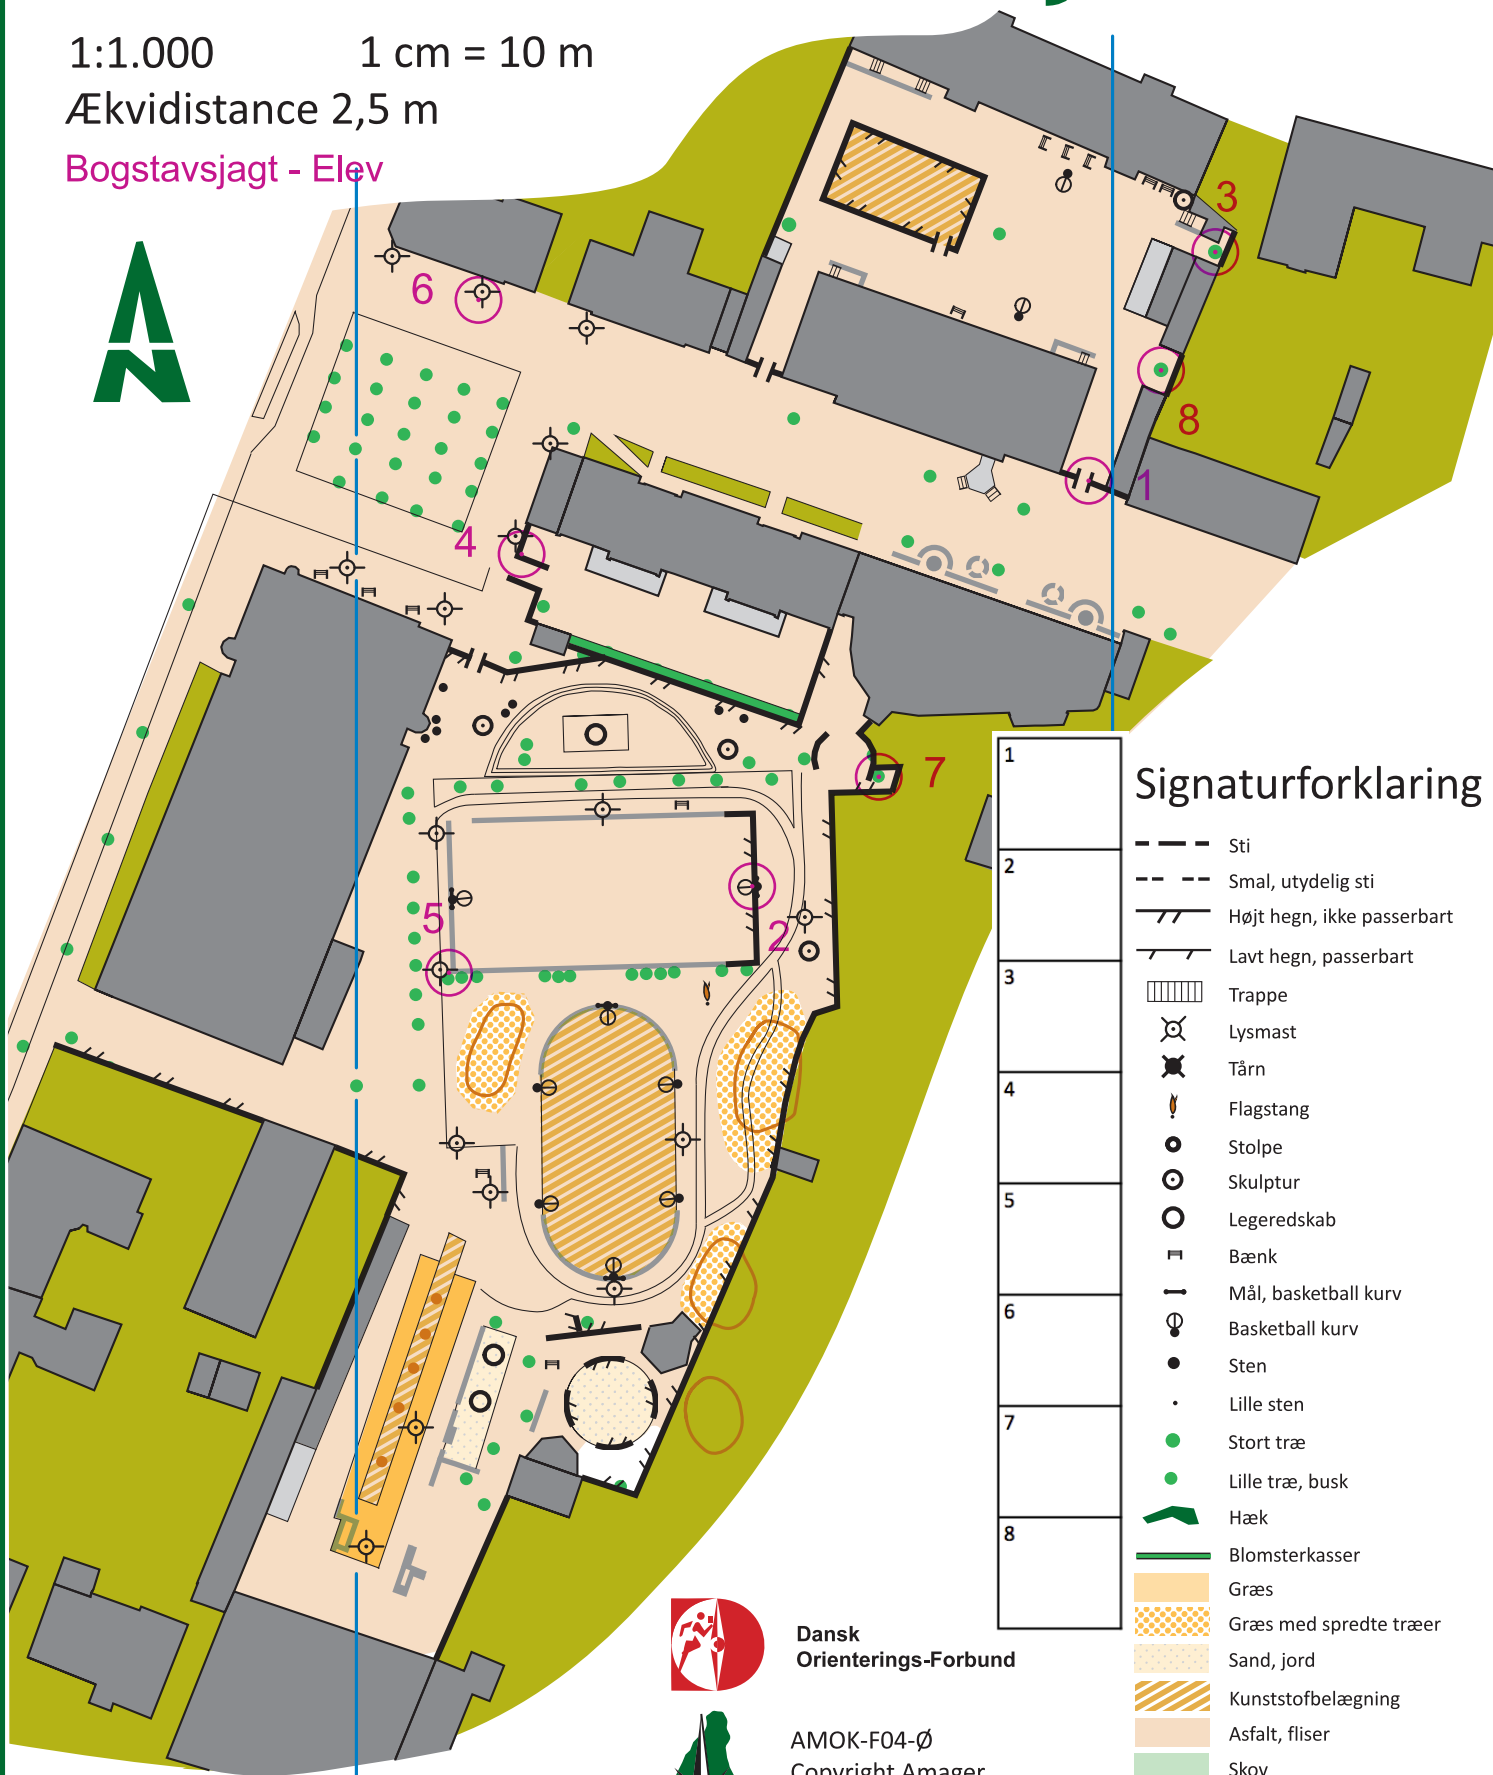 1:1.000 1 cm = 10 m
Ækvidistance 2,5 m
Bogstavsjagt - Elev
3
6
8
1
4
7
5
2
1
2
3
4
5
6
7
8
Signaturforklaring
Sti
Smal, utydelig sti
Højt hegn, ikke passerbart
Lavt hegn, passerbart
Trappe
Lysmast
Tårn
Flagstang
Stolpe
Skulptur
Legeredskab
Bænk
Mål, basketball kurv
Basketball kurv
Sten
Lille sten
Stort træ
Lille træ, busk
Hæk
Blomsterkasser
Græs
Græs med spredte træer
Sand, jord
Kunststofbelægning
Asfalt, fliser
Skov
Dansk
Orienterings-Forbund
AMOK-F04-Ø
Copyright Amager